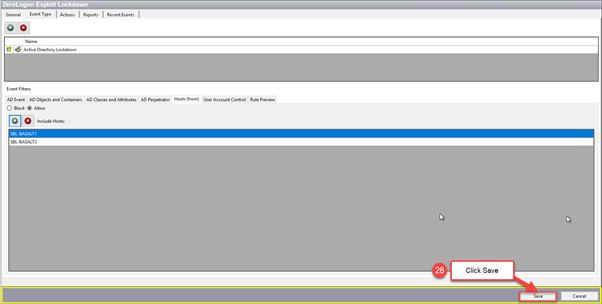 ZeroLogon Exploit Lockdown
General Event Type Actions Reports Recent Events
Name
Active Directory Lockdown
Event Filters
AD Event AD Objects and Containers AD Classes and Attributes AD Perpetrator Hosts (from) User Account Control Rule Preview
Block Allow
Include Hosts:
SBL-BASALT1
SBL-BASALT2
28 Click Save
Save Cancel